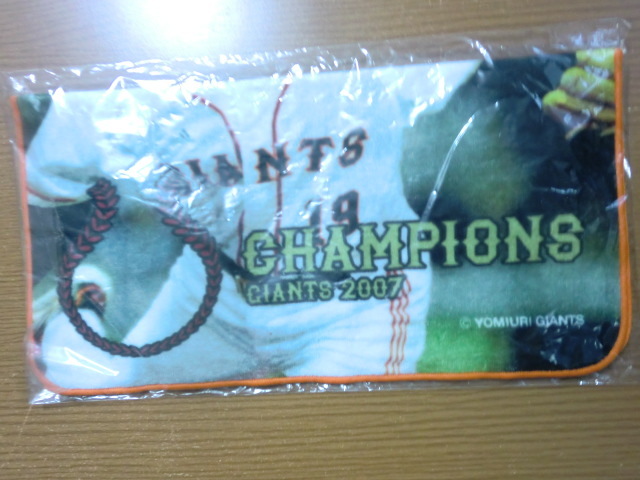 GIANTS
19
CHAMPIONS
GIANTS 2007
© YOMIURI GIANTS